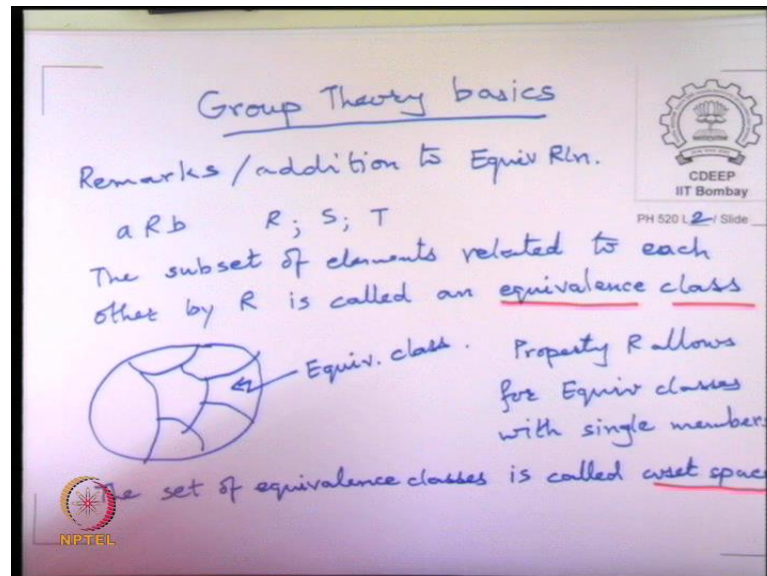 Group Theory basics
Remarks/addition to Equiv Rln.
CDEEP
IIT Bombay
PH 520 L 2 / Slide
a R b R; S; T
The subset of elements related to each
other by R is called an equivalence class
Equiv. class.
Property R allows
for Equiv classes
with single members
The set of equivalence classes is called coset space
NPTEL